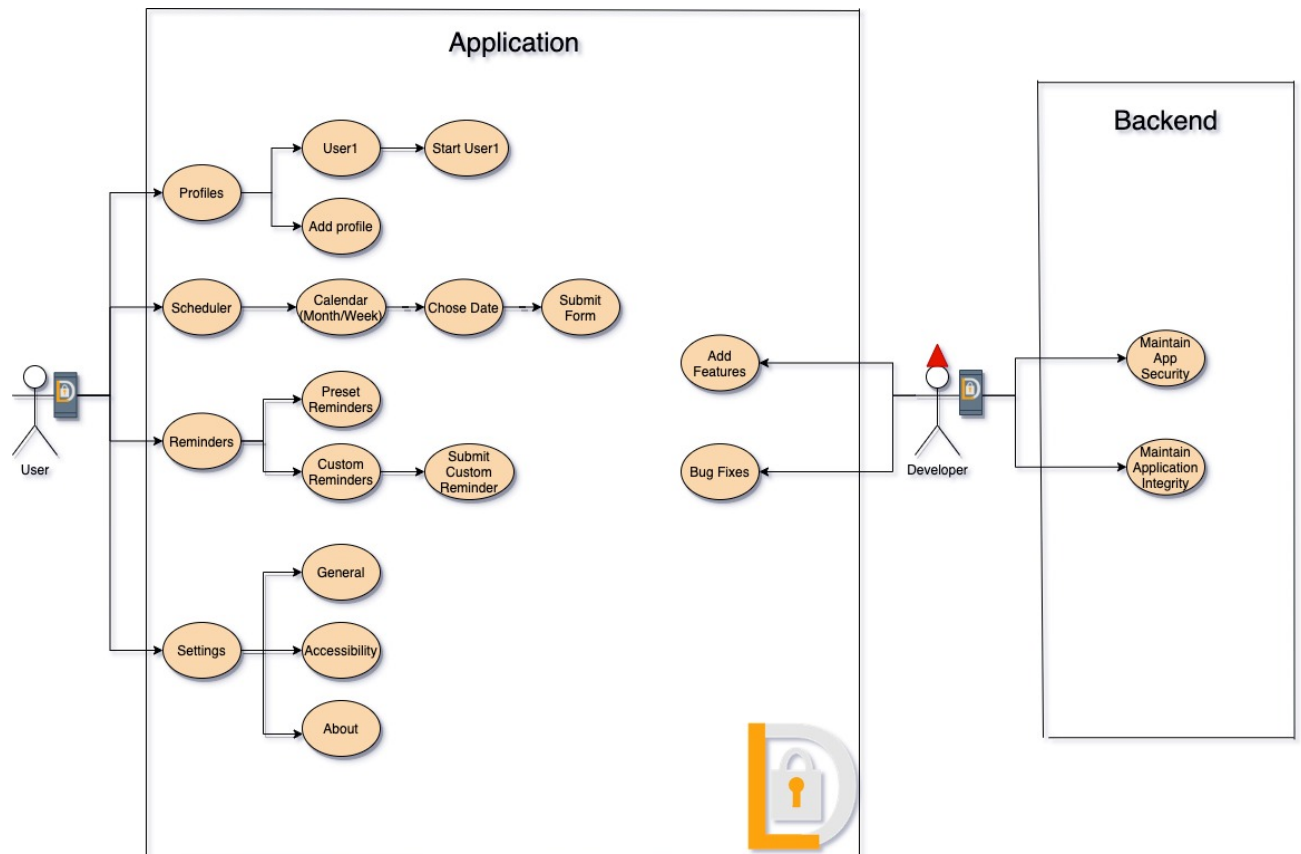 Application
Backend
User1
Start User1
Profiles
Add profile
Scheduler
Calendar
(Month/Week)
Chose Date
Submit
Form
Add
Features
Maintain
App
Security
Preset
Reminders
Reminders
Custom
Reminders
Submit
Custom
Reminder
User
Bug Fixes
Developer
Maintain
Application
Integrity
General
Settings
Accessibility
About
LD